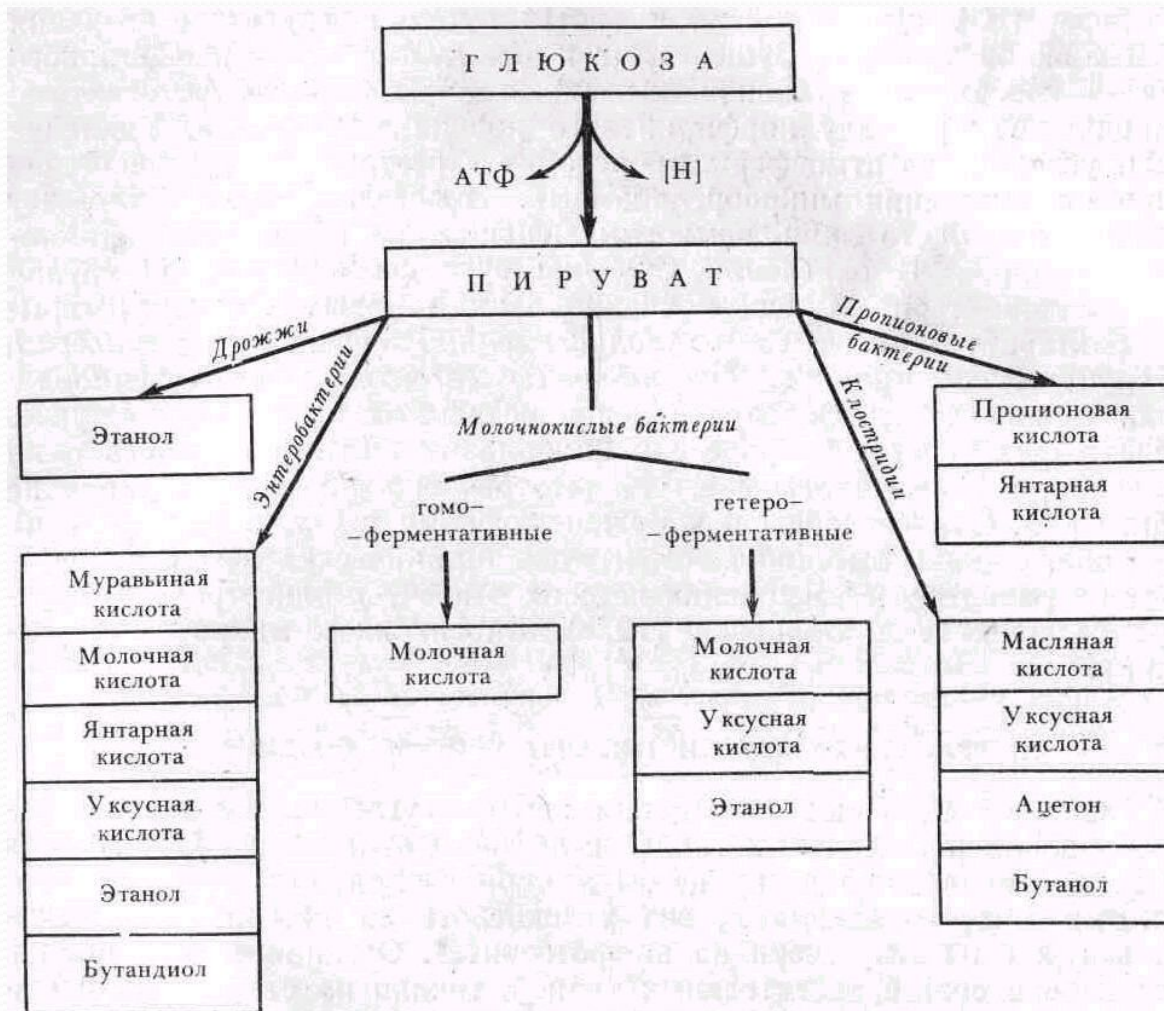 ГЛЮКОЗА
АТФ
[Н]
ПИРУВАТ
Дрожжи
Энтеробактерии
Молочнокислые бактерии
Клостридии
Пропионовые
бактерии
Этанол
гомо-
-ферментативные
гетеро-
-ферментативные
Пропионовая
кислота
Янтарная
кислота
Муравьиная
кислота
Молочная
кислота
Янтарная
кислота
Уксусная
кислота
Этанол
Бутандиол
Молочная
кислота
Молочная
кислота
Уксусная
кислота
Этанол
Масляная
кислота
Уксусная
кислота
Ацетон
Бутанол